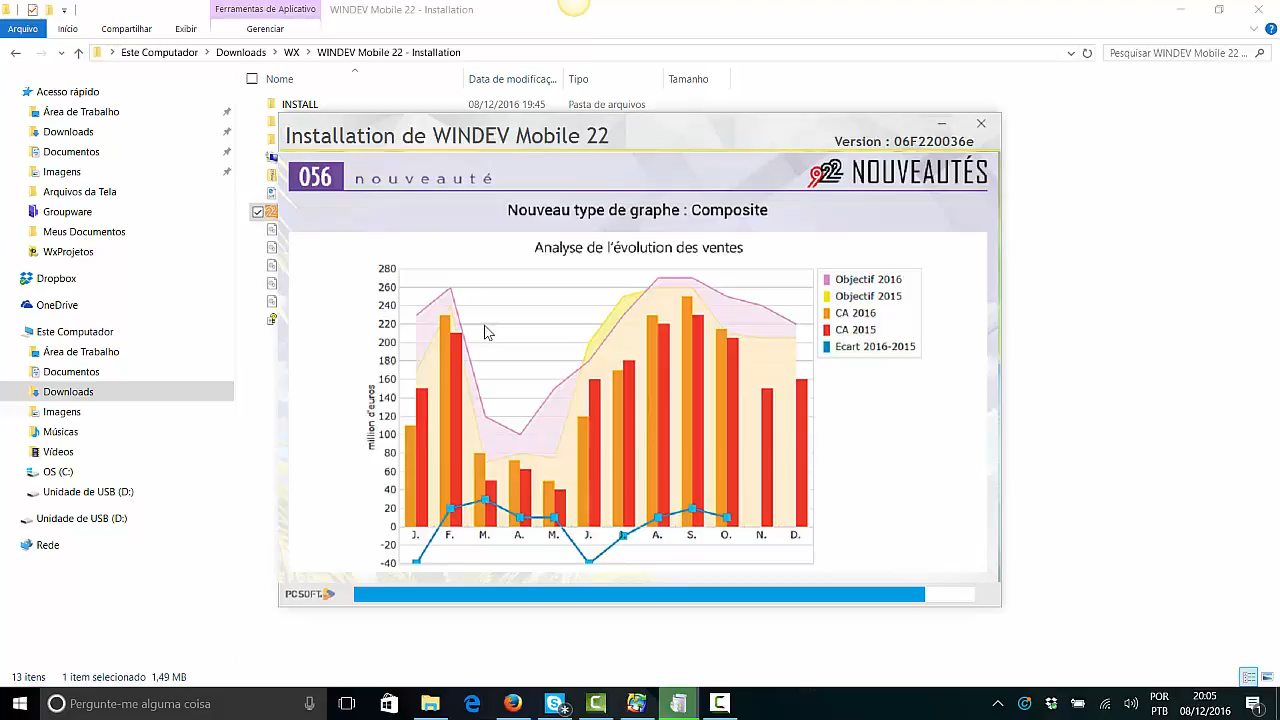 Ferramentas de Aplicativo
WINDEV Mobile 22 - Installation
Arquivo Início Compartilhar Exibir Gerenciar
Este Computador Downloads WX WINDEV Mobile 22 - Installation
Pesquisar WINDEV Mobile 22 ...
Nome Data de modificaç... Tipo Tamanho
INSTALL 08/12/2016 19:45 Pasta de arquivos
Acesso rápido
Área de Trabalho
Downloads
Documentos
Imagens
Arquivos da Tela
Groupware
Meus Documentos
WxProjetos
Dropbox
OneDrive
Este Computador
Área de Trabalho
Documentos
Downloads
Imagens
Músicas
Vídeos
OS (C:)
Unidade de USB (D:)
Unidade de USB (D:)
Rede
Installation de WINDEV Mobile 22
Version : 06F220036e
056 nouveauté
22 NOUVEAUTÉS
Nouveau type de graphe : Composite
Analyse de l'évolution des ventes
280
260
240
220
200
180
160
140
120
100
80
60
40
20
0
-20
-40
million d'euros
J. F. M. A. M. J. J. A. S. O. N. D.
Objectif 2016
Objectif 2015
CA 2016
CA 2015
Ecart 2016-2015
PC SOFT
13 itens 1 item selecionado 1,49 MB
Pergunte-me alguma coisa
POR
PTB
20:05
08/12/2016